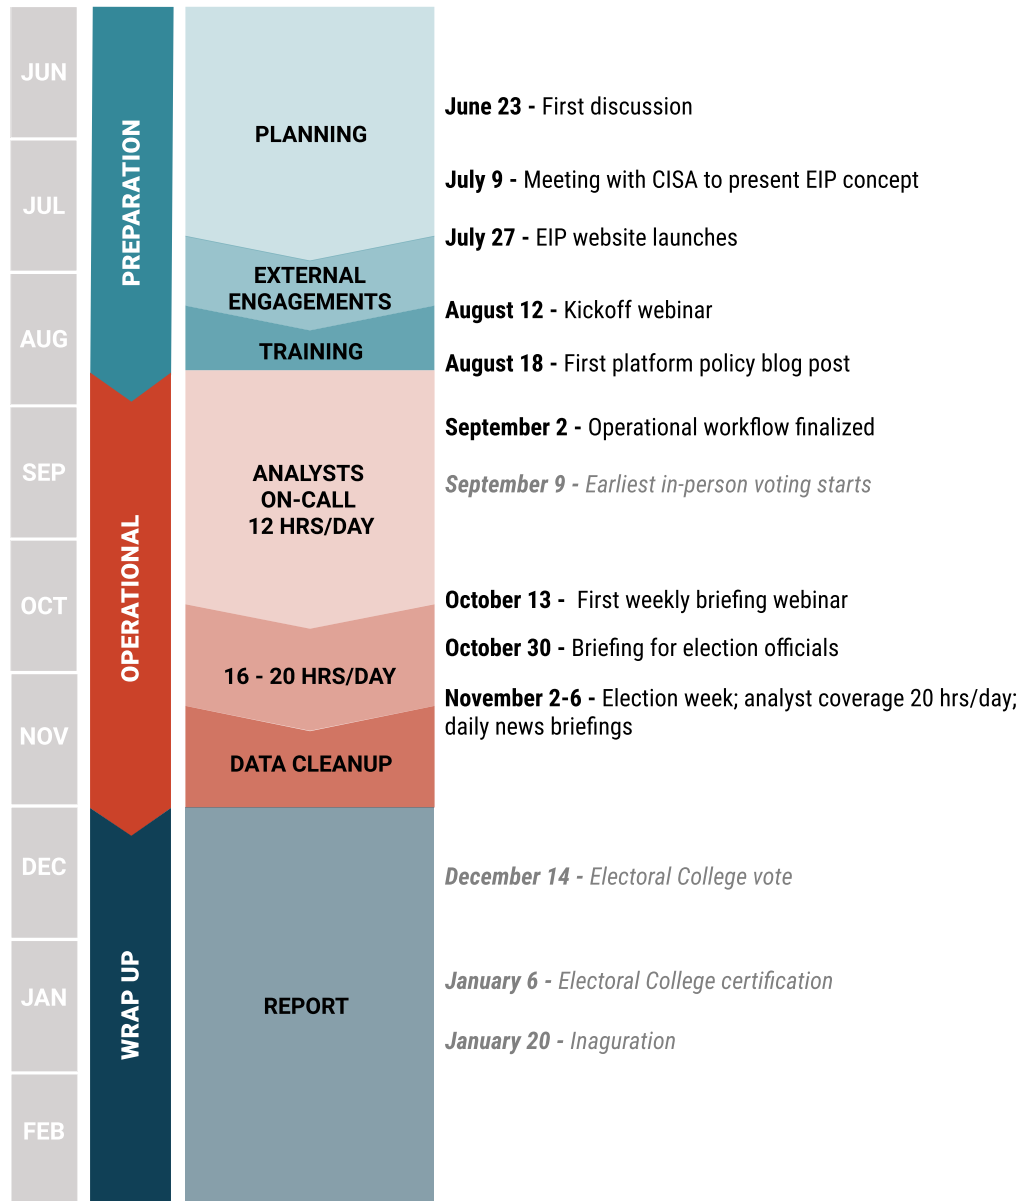 JUN
JUL
AUG
SEP
OCT
NOV
DEC
JAN
FEB
PREPARATION
OPERATIONAL
WRAP UP
PLANNING
EXTERNAL
ENGAGEMENTS
TRAINING
ANALYSTS
ON-CALL
12 HRS/DAY
16 - 20 HRS/DAY
DATA CLEANUP
REPORT
June 23 - First discussion
July 9 - Meeting with CISA to present EIP concept
July 27 - EIP website launches
August 12 - Kickoff webinar
August 18 - First platform policy blog post
September 2 - Operational workflow finalized
September 9 - Earliest in-person voting starts
October 13 - First weekly briefing webinar
October 30 - Briefing for election officials
November 2-6 - Election week; analyst coverage 20 hrs/day;
daily news briefings
December 14 - Electoral College vote
January 6 - Electoral College certification
January 20 - Inaguration